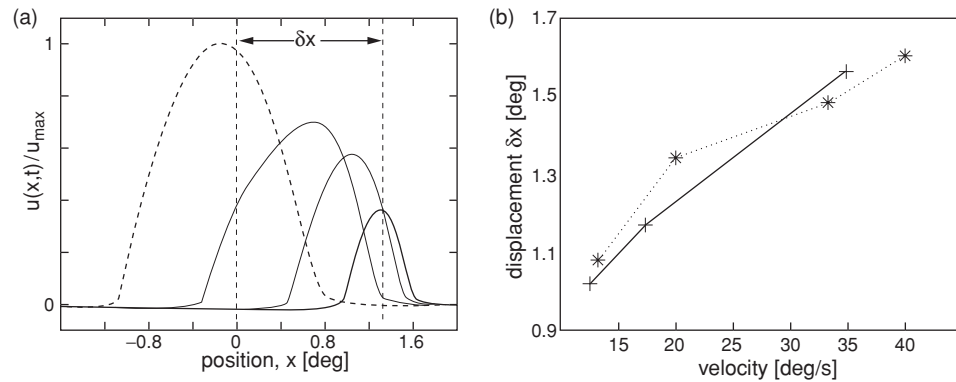 (a)
δx
1
0
u(x,t)/u_max
−0.8 0 0.8 1.6
position, x [deg]
(b)
1.7
1.5
1.3
1.1
0.9
displacement δx [deg]
15 20 25 30 35 40
velocity [deg/s]